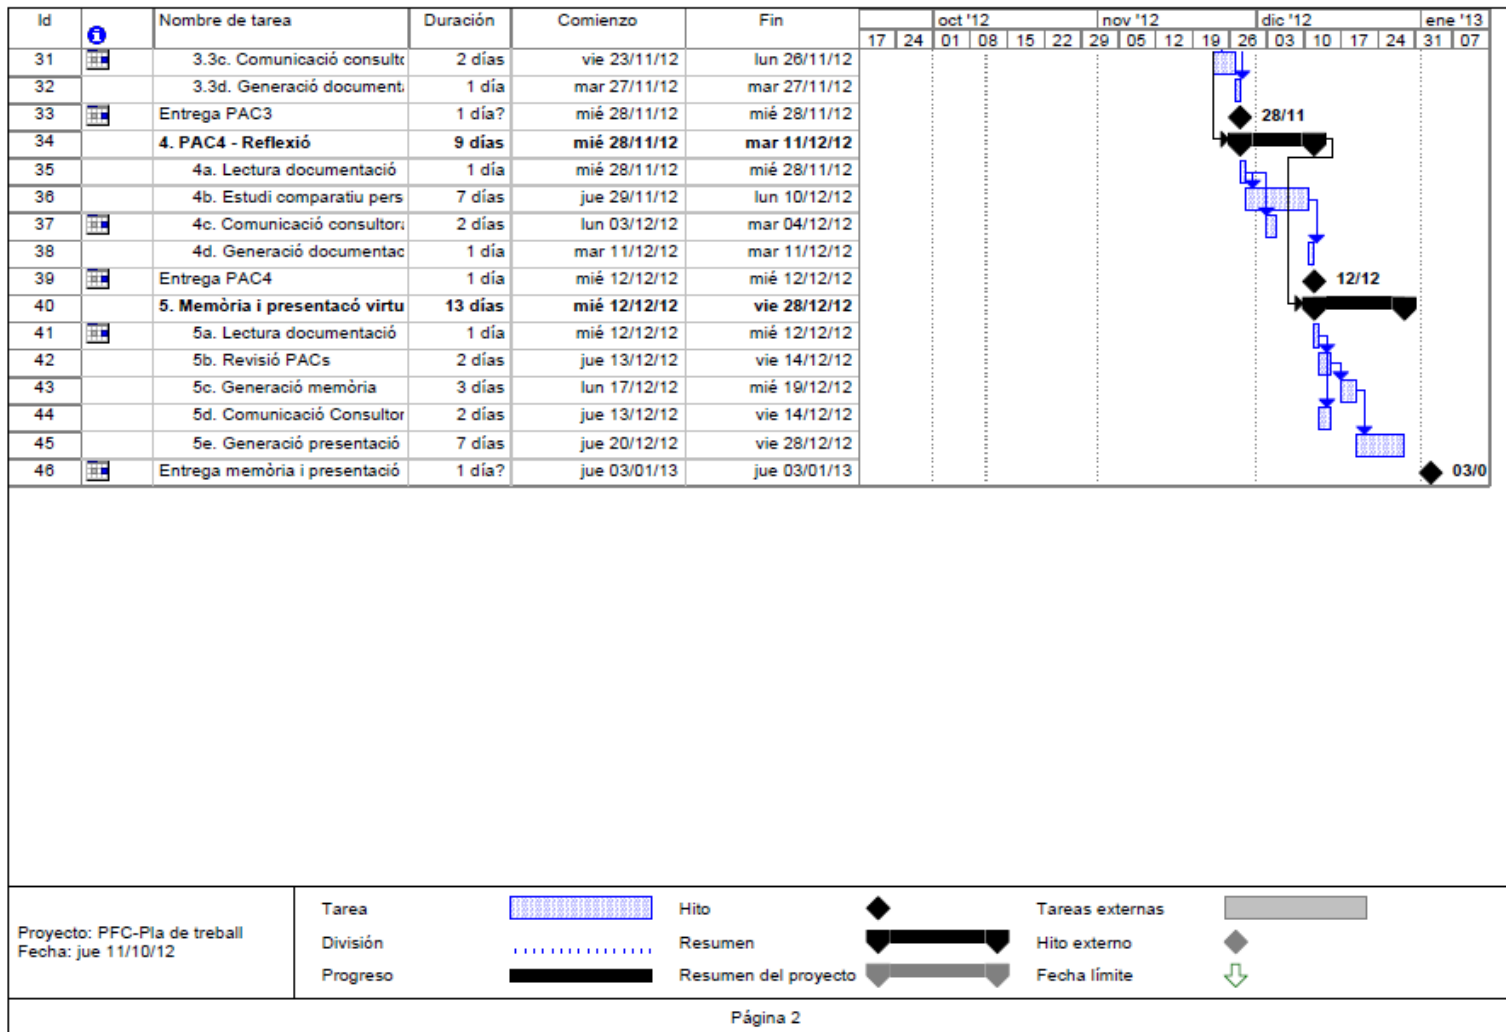 Id Nombre de tarea Duración Comienzo Fin oct '12 nov '12 dic '12 ene '13
17 24 01 08 15 22 29 05 12 19 26 03 10 17 24 31 07
31 3.3c. Comunicació consulto 2 días vie 23/11/12 lun 26/11/12
32 3.3d. Generació document 1 día mar 27/11/12 mar 27/11/12
33 Entrega PAC3 1 día? mié 28/11/12 mié 28/11/12 28/11
34 4. PAC4 - Reflexió 9 días mié 28/11/12 mar 11/12/12
35 4a. Lectura documentació 1 día mié 28/11/12 mié 28/11/12
36 4b. Estudi comparatiu pers 7 días jue 29/11/12 lun 10/12/12
37 4c. Comunicació consultor 2 días lun 03/12/12 mar 04/12/12
38 4d. Generació documentac 1 día mar 11/12/12 mar 11/12/12
39 Entrega PAC4 1 día mié 12/12/12 mié 12/12/12 12/12
40 5. Memòria i presentacó virtu 13 días mié 12/12/12 vie 28/12/12
41 5a. Lectura documentació 1 día mié 12/12/12 mié 12/12/12
42 5b. Revisió PACs 2 días jue 13/12/12 vie 14/12/12
43 5c. Generació memòria 3 días lun 17/12/12 mié 19/12/12
44 5d. Comunicació Consultor 2 días jue 13/12/12 vie 14/12/12
45 5e. Generació presentació 7 días jue 20/12/12 vie 28/12/12
46 Entrega memòria i presentació 1 día? jue 03/01/13 jue 03/01/13 03/0
Proyecto: PFC-Pla de treball
Fecha: jue 11/10/12
Tarea Hito Tareas externas
División Resumen Hito externo
Progreso Resumen del proyecto Fecha límite
Página 2